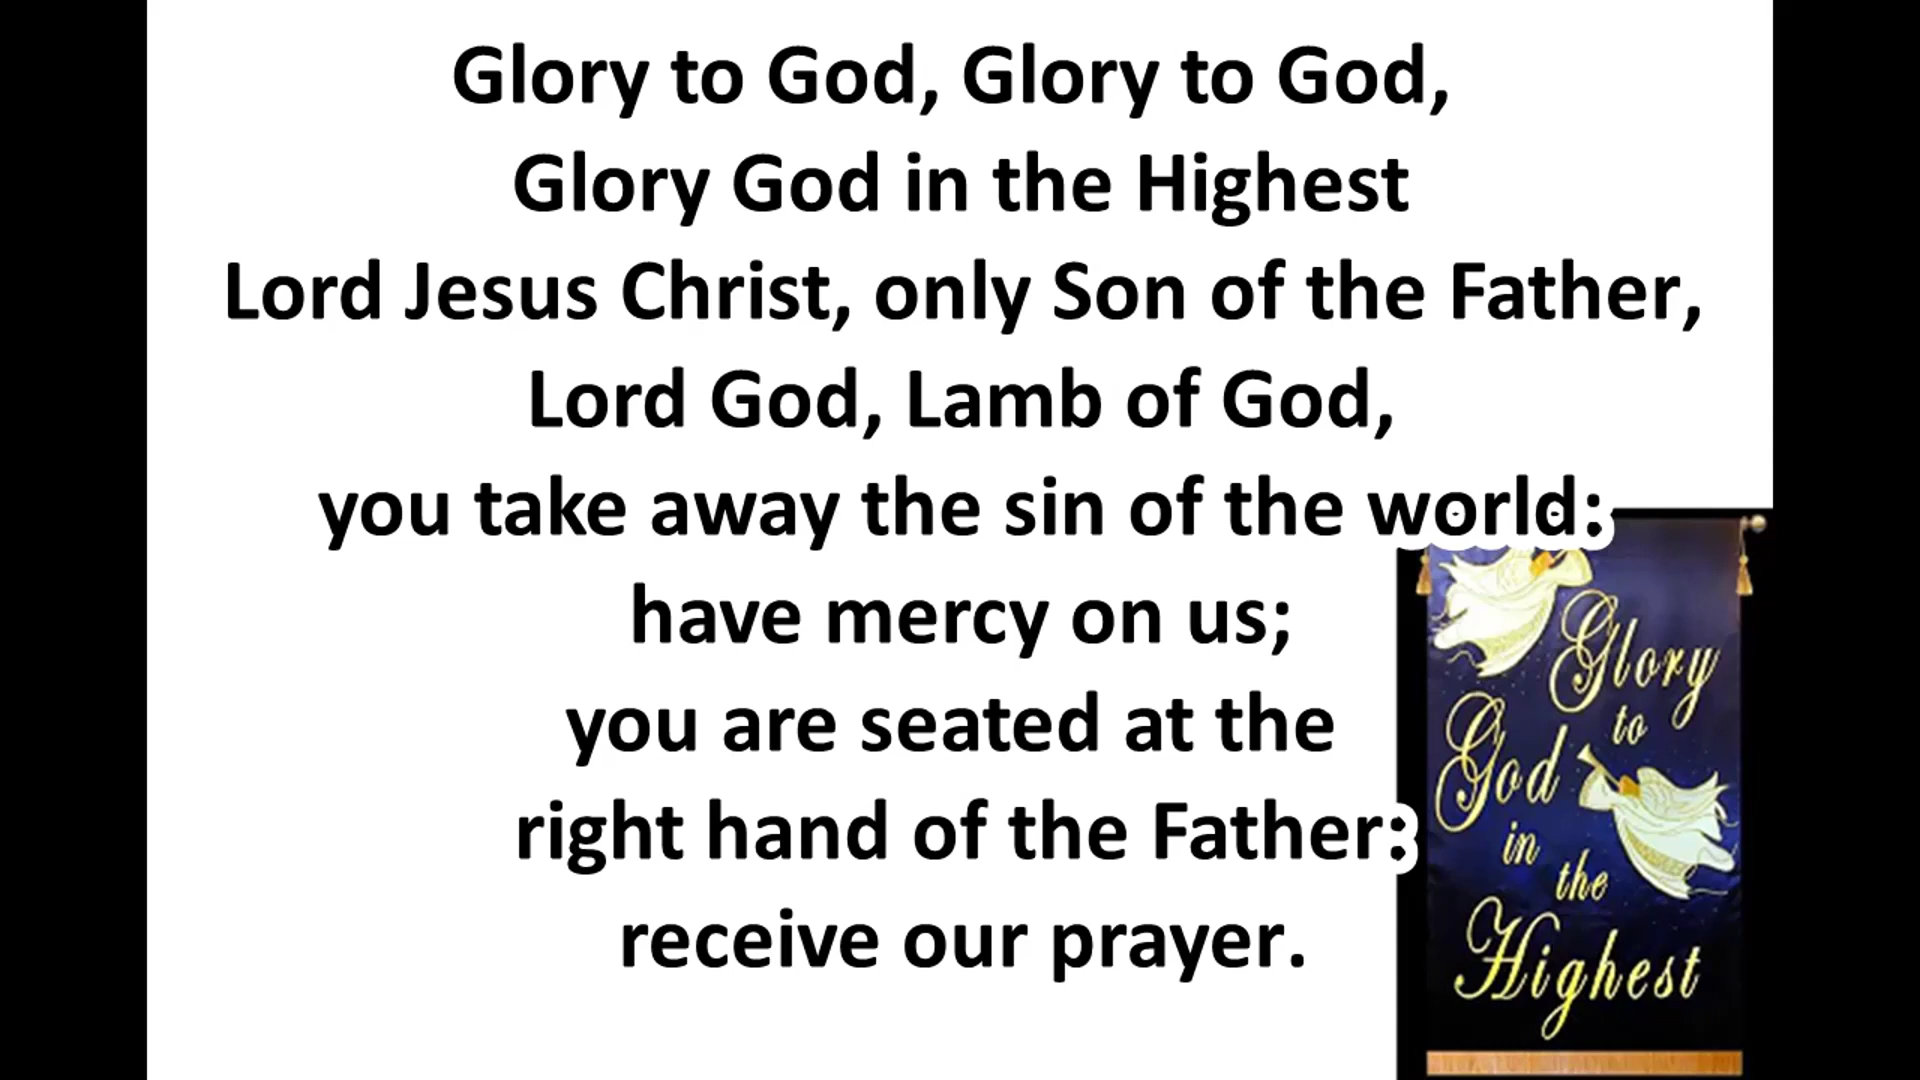 Glory to God, Glory to God,
Glory God in the Highest
Lord Jesus Christ, only Son of the Father,
Lord God, Lamb of God,
you take away the sin of the world:
have mercy on us;
you are seated at the
right hand of the Father:
receive our prayer.
Glory
to
God
in
the
Highest